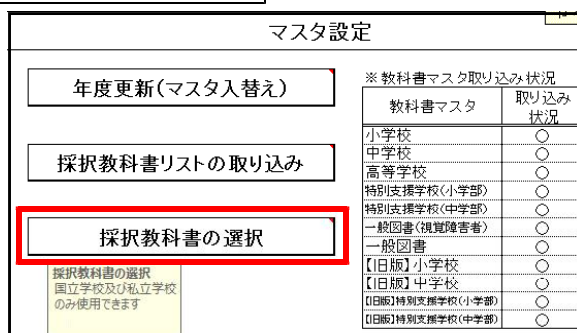 マスタ設定
年度更新(マスタ入替え)
採択教科書リストの取り込み
採択教科書の選択
採択教科書の選択
国立学校及び私立学校
のみ使用できます
※教科書マスタ取り込み状況
教科書マスタ 取り込み
状況
小学校 ○
中学校 ○
高等学校 ○
特別支援学校(小学部) ○
特別支援学校(中学部) ○
一般図書(視覚障害者) ○
一般図書 ○
【旧版】小学校 ○
【旧版】中学校 ○
【旧版】特別支援学校(小学部) ○
【旧版】特別支援学校(中学部) ○